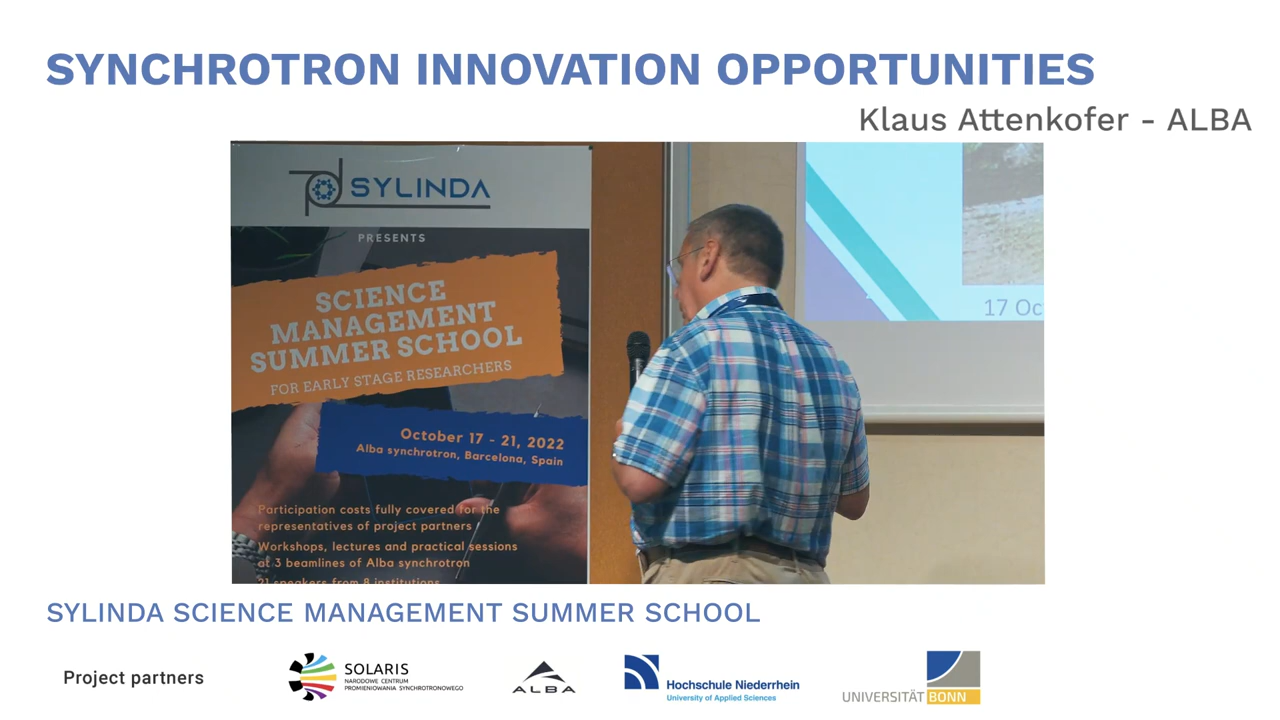 SYNCHROTRON INNOVATION OPPORTUNITIES
Klaus Attenkofer - ALBA
SYLINDA
PRESENTS
SCIENCE
MANAGEMENT
SUMMER SCHOOL
FOR EARLY STAGE RESEARCHERS
October 17 - 21, 2022
Alba synchrotron, Barcelona, Spain
Participation costs fully covered for the
representatives of project partners
Workshops, lectures and practical sessions
at 3 beamlines of Alba synchrotron
21 speakers from 8 institutions
17 Oc
SYLINDA SCIENCE MANAGEMENT SUMMER SCHOOL
Project partners
SOLARIS
NARODOWE CENTRUM
PROMIENIOWANIA SYNCHROTRONOWEGO
ALBA
Hochschule Niederrhein
University of Applied Sciences
UNIVERSITÄT BONN